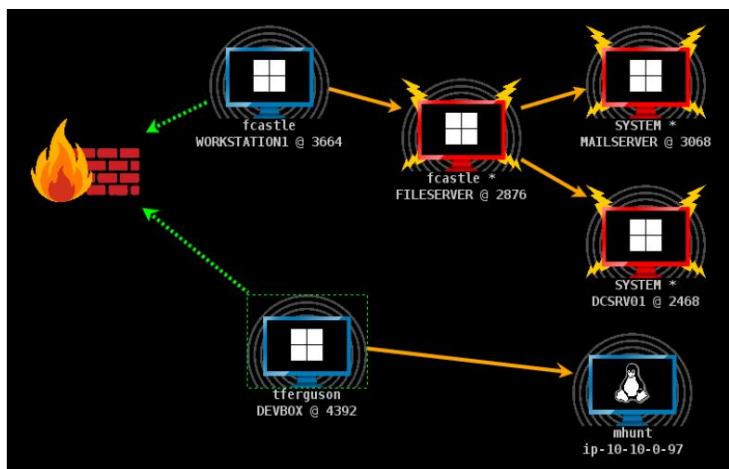 fcastle
WORKSTATION1 @ 3664
fcastle *
FILESERVER @ 2876
SYSTEM *
MAILSERVER @ 3068
SYSTEM *
DCSRV01 @ 2468
tferguson
DEVBOX @ 4392
mhunt
ip-10-10-0-97